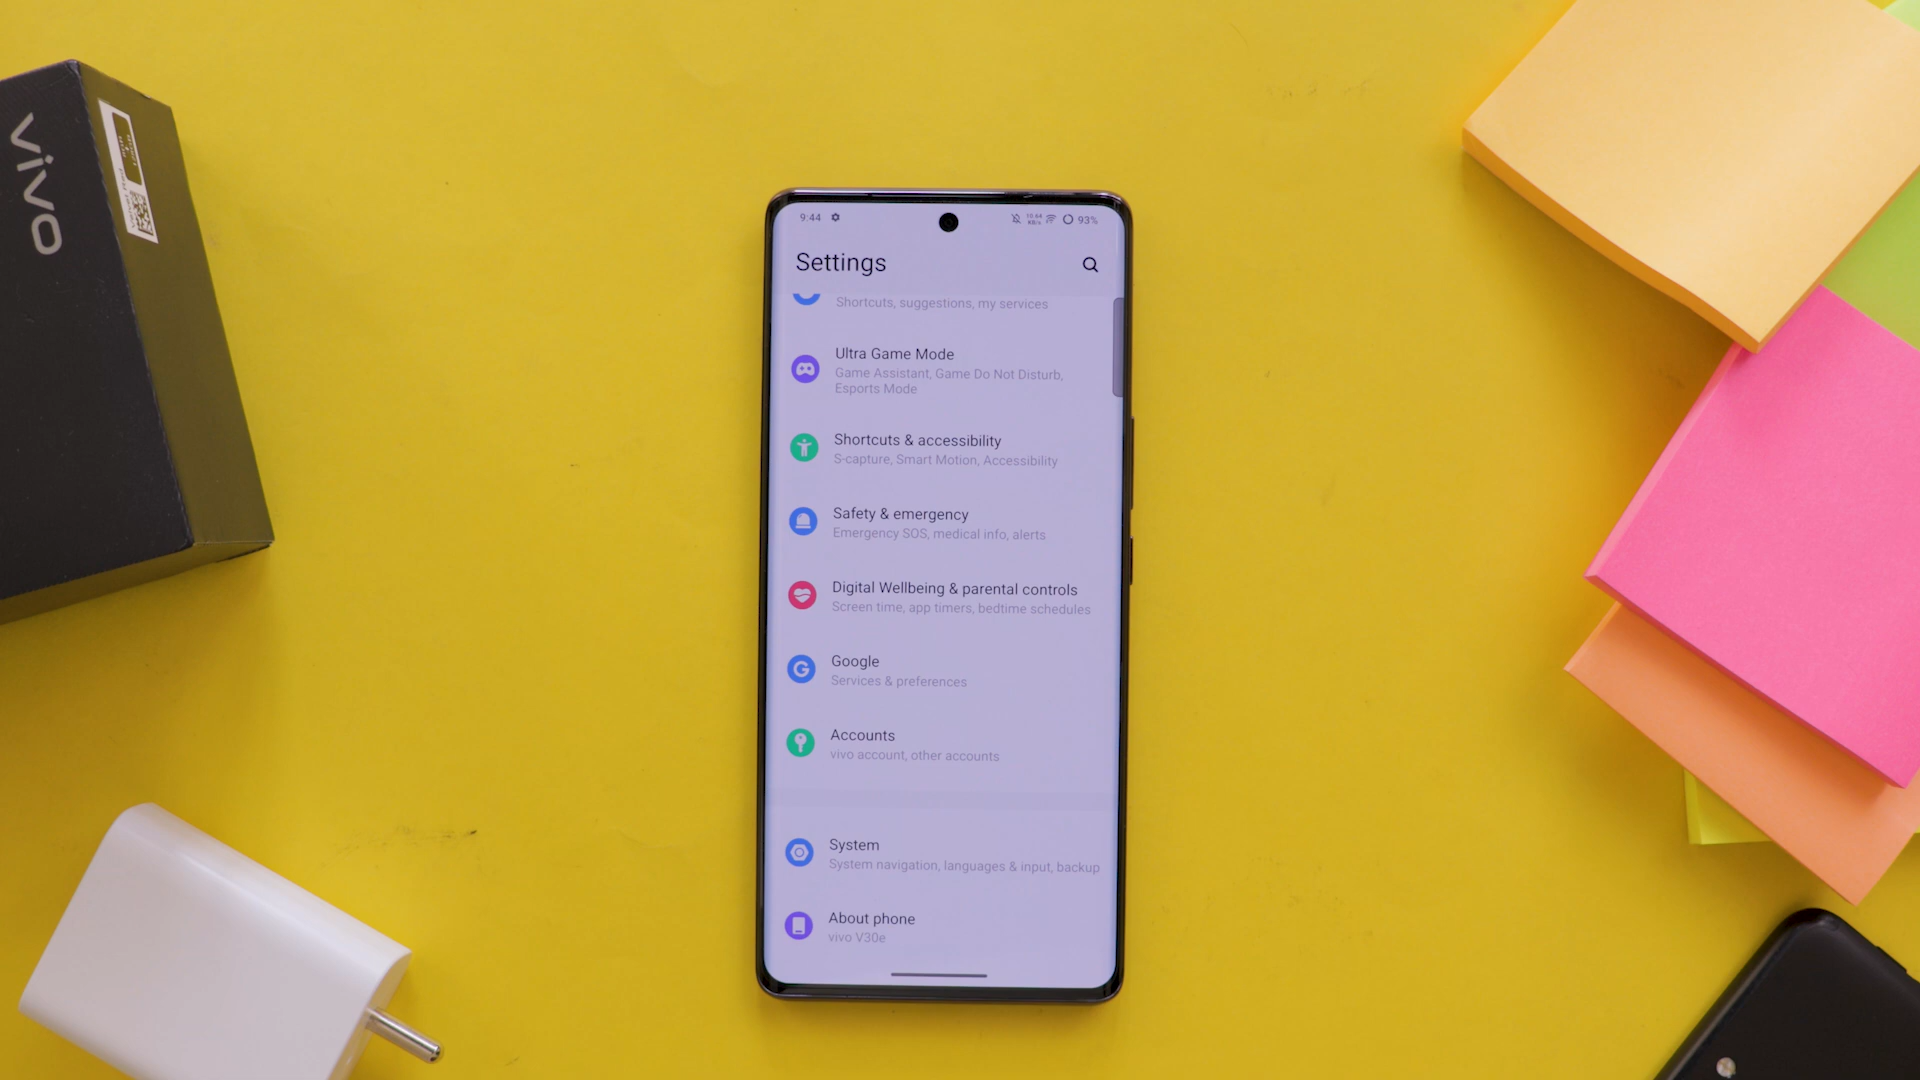 vivo
9:44
10.64
KB/s
93%
Settings
Shortcuts, suggestions, my services
Ultra Game Mode
Game Assistant, Game Do Not Disturb,
Esports Mode
Shortcuts & accessibility
S-capture, Smart Motion, Accessibility
Safety & emergency
Emergency SOS, medical info, alerts
Digital Wellbeing & parental controls
Screen time, app timers, bedtime schedules
Google
Services & preferences
Accounts
vivo account, other accounts
System
System navigation, languages & input, backup
About phone
vivo V30e